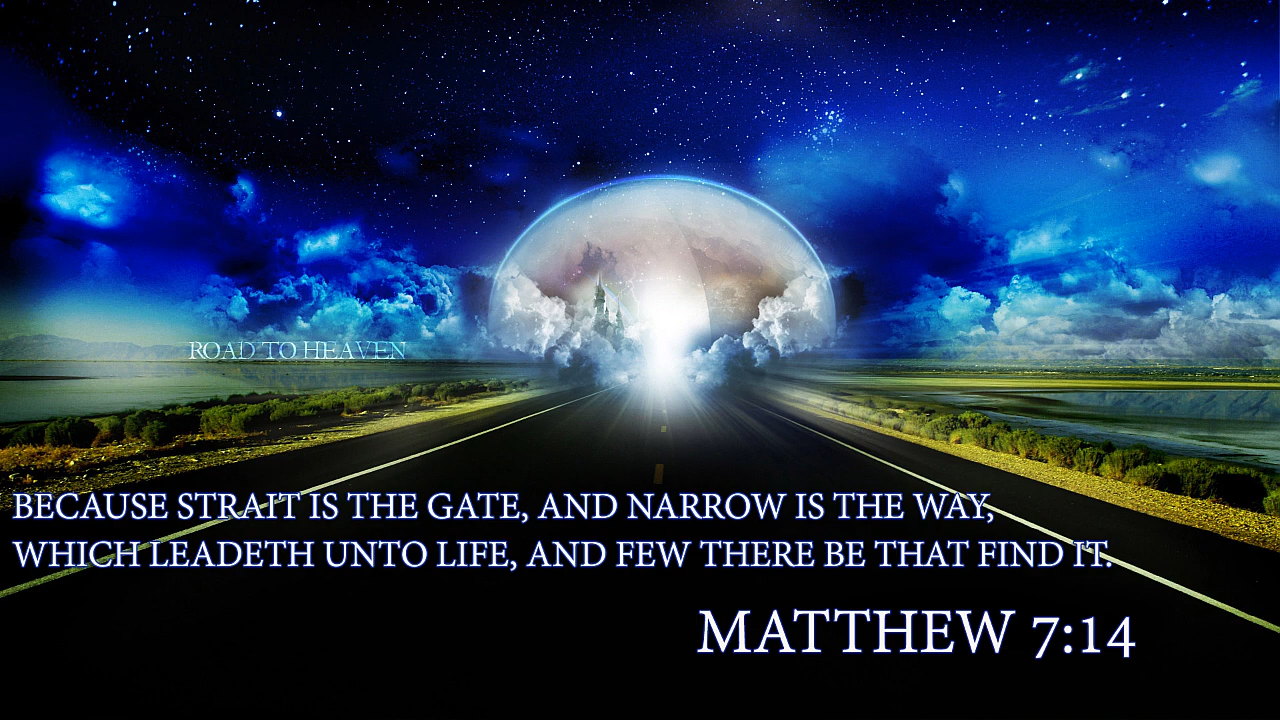 ROAD TO HEAVEN
BECAUSE STRAIT IS THE GATE, AND NARROW IS THE WAY,
WHICH LEADETH UNTO LIFE, AND FEW THERE BE THAT FIND IT.
MATTHEW 7:14